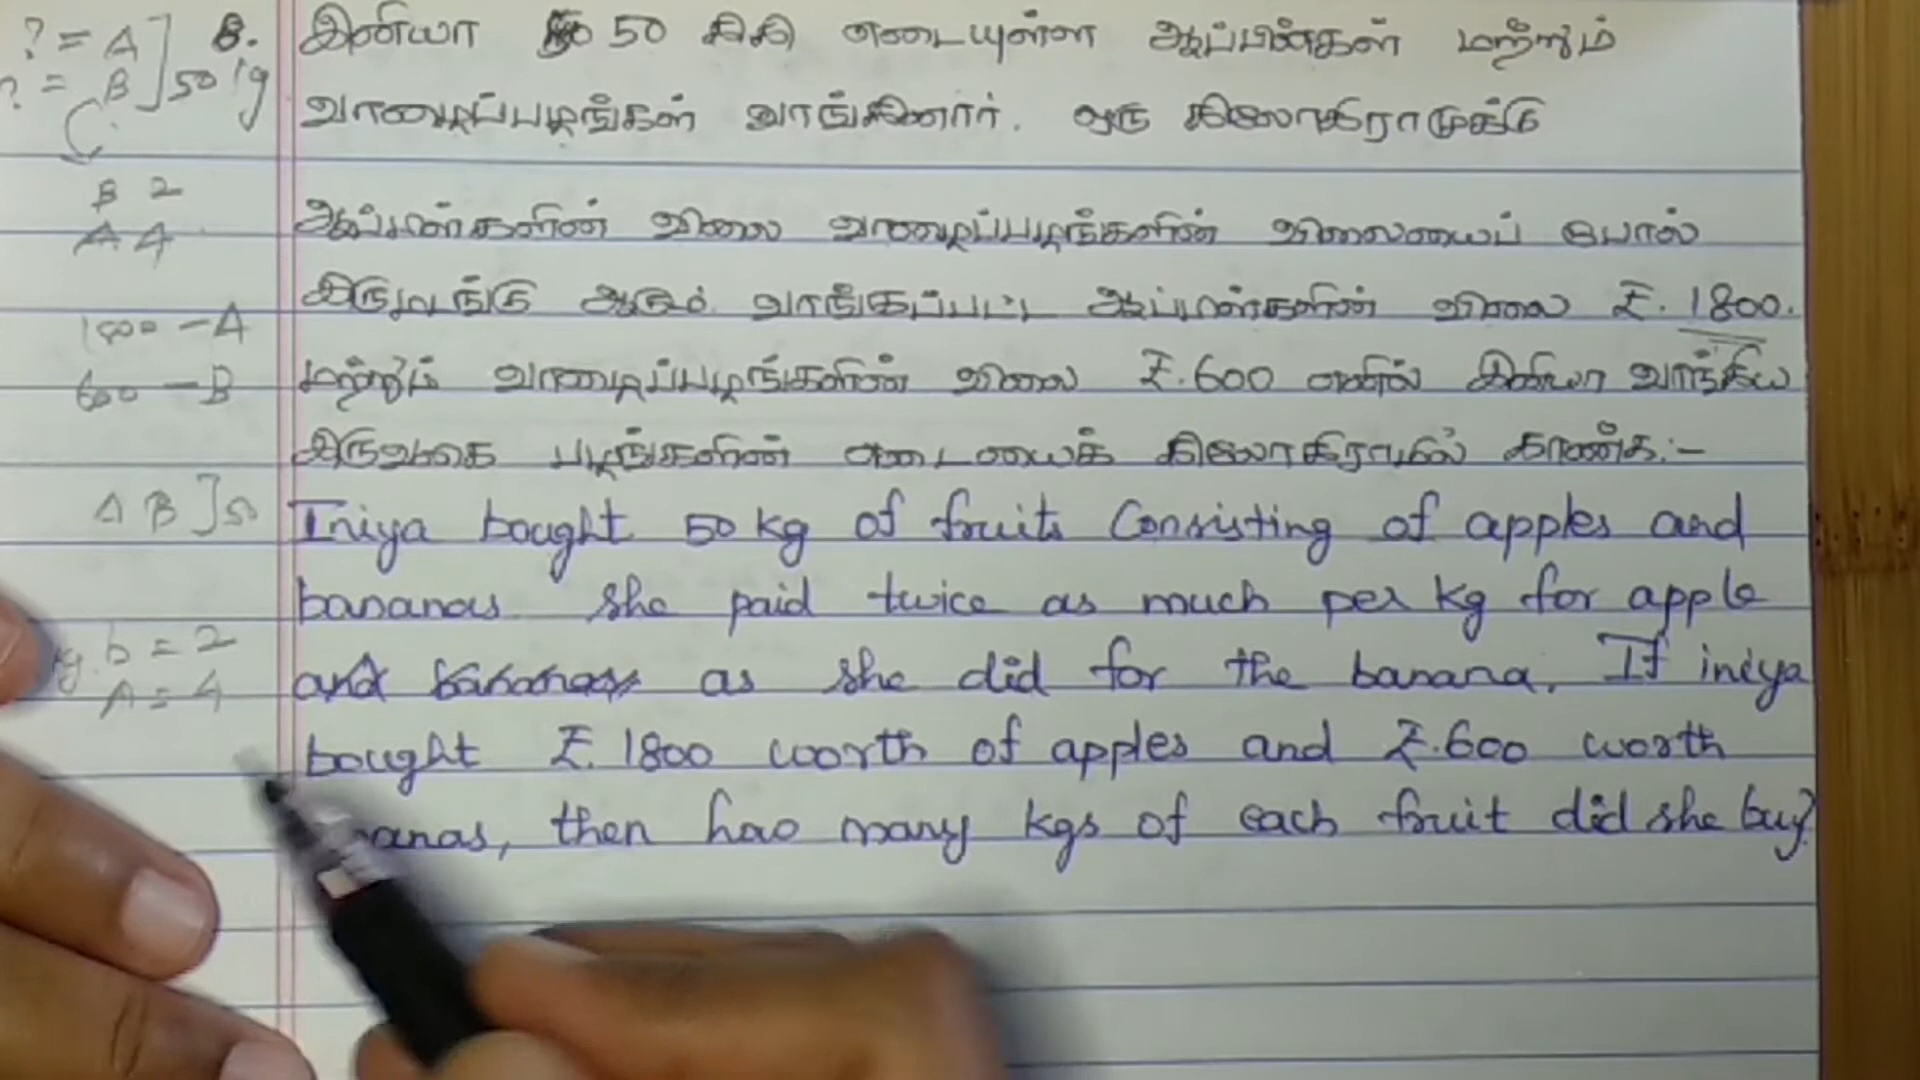 ? = A ] 8. இனியா 50 கிகி எடையுள்ள ஆப்பிள்கள் மற்றும்
? = B ] 50 kg வாழைப்பழங்கள் வாங்கினார். ஒரு கிலோகிராமுக்கு
B 2
A 4 ஆப்பிள்களின் விலை வாழைப்பழங்களின் விலையைப் போல்
இருமடங்கு ஆகும். வாங்கப்பட்ட ஆப்பிள்களின் விலை ₹. 1800.
1800 - A
600 - B மற்றும் வாழைப்பழங்களின் விலை ₹.600 எனில் இனியா வாங்கிய
இருவகை பழங்களின் எடையைக் கிலோகிராமில் காண்க:-
A B ] 50 Iniya bought 50 kg of fruits Consisting of apples and
bananas she paid twice as much per kg for apple
kg. b = 2
A = 4 and bananas as she did for the banana. If iniya
bought ₹. 1800 worth of apples and ₹.600 worth
then how many kgs of each fruit did she buy?